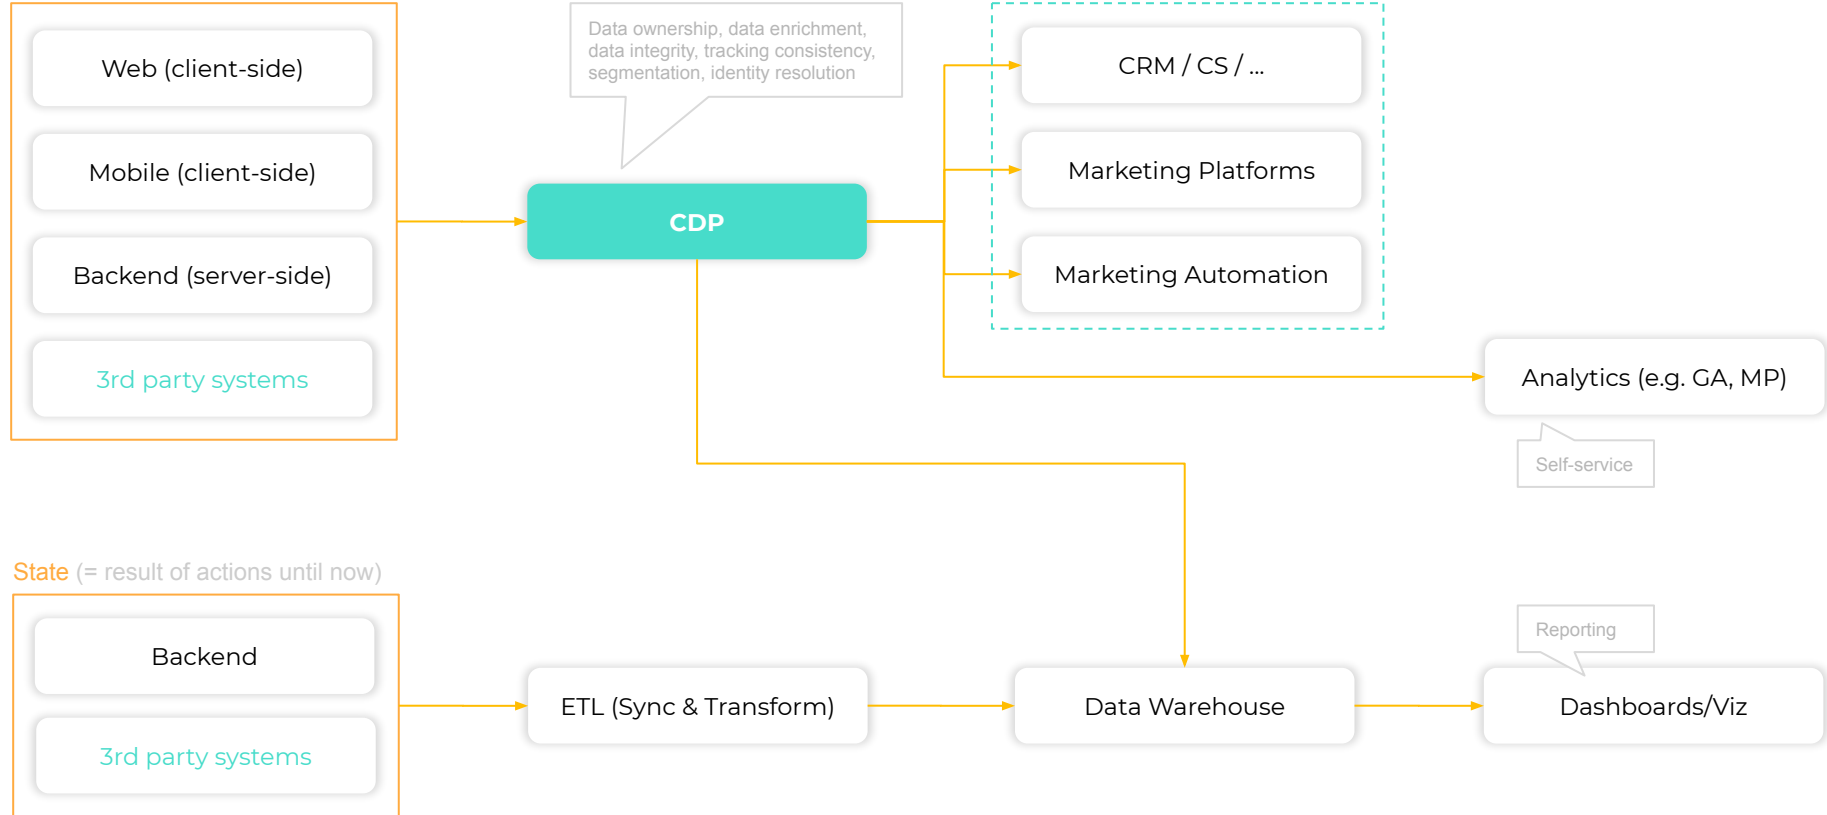 Web (client-side)
Mobile (client-side)
Backend (server-side)
3rd party systems
Data ownership, data enrichment,
data integrity, tracking consistency,
segmentation, identity resolution
CDP
CRM / CS / ...
Marketing Platforms
Marketing Automation
Analytics (e.g. GA, MP)
Self-service
State (= result of actions until now)
Backend
3rd party systems
ETL (Sync & Transform)
Data Warehouse
Reporting
Dashboards/Viz